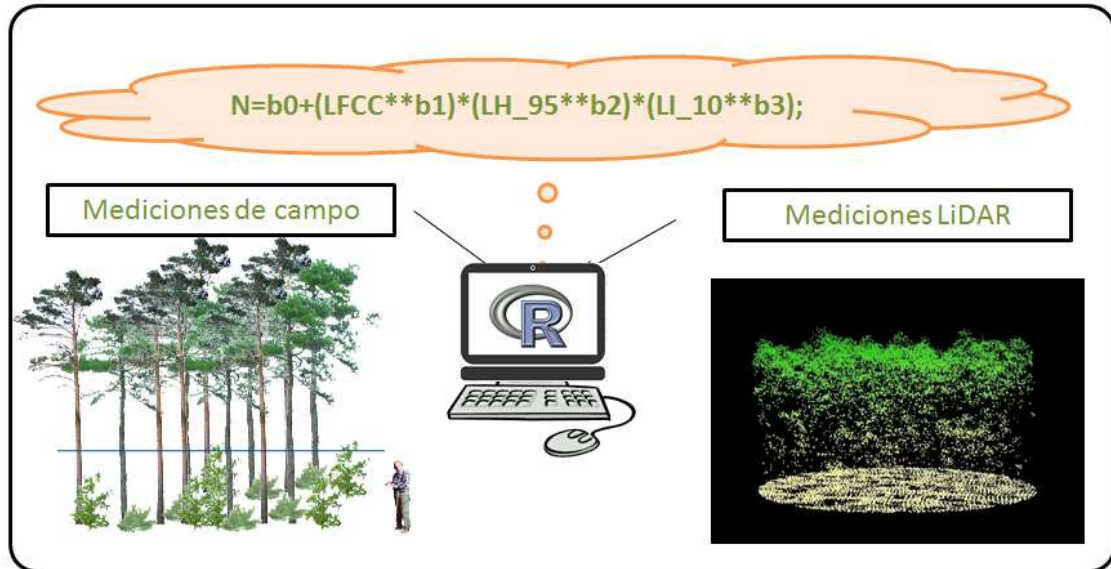 N=b0+(LFCC**b1)*(LH_95**b2)*(LI_10**b3);
Mediciones de campo
Mediciones LiDAR
R